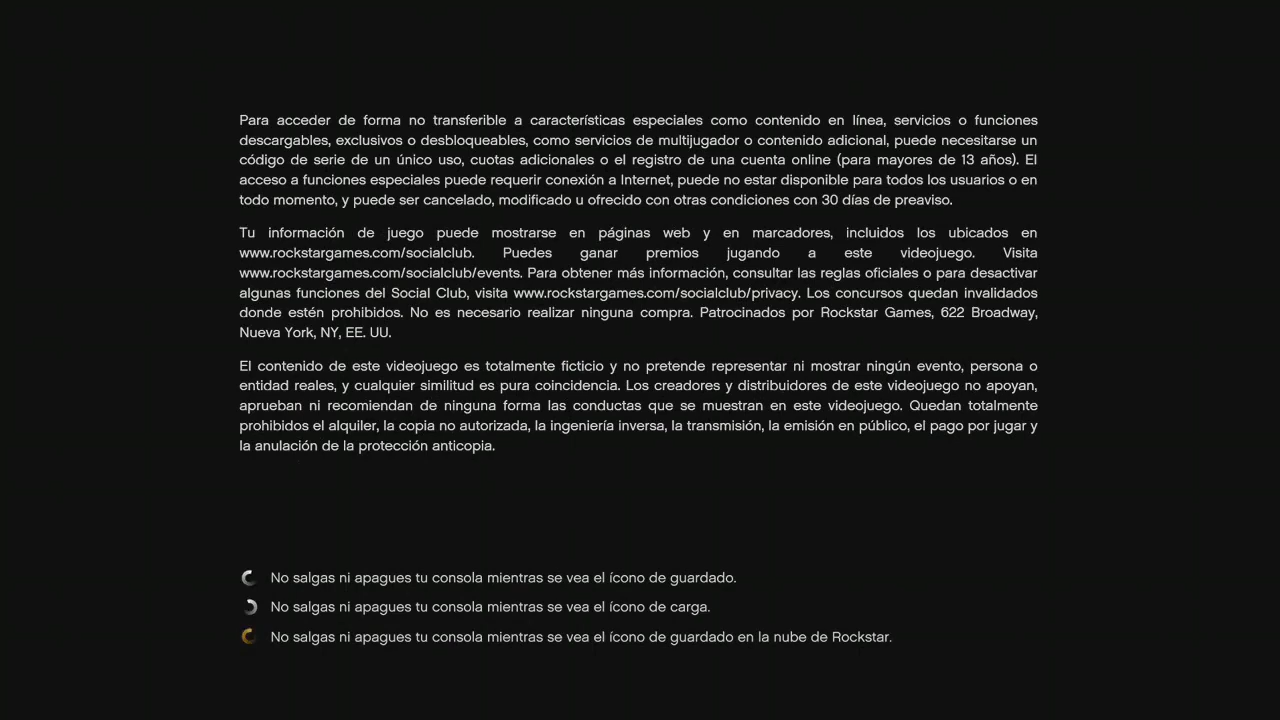 Para acceder de forma no transferible a características especiales como contenido en línea, servicios o funciones
descargables, exclusivos o desbloqueables, como servicios de multijugador o contenido adicional, puede necesitarse un
código de serie de un único uso, cuotas adicionales o el registro de una cuenta online (para mayores de 13 años). El
acceso a funciones especiales puede requerir conexión a Internet, puede no estar disponible para todos los usuarios o en
todo momento, y puede ser cancelado, modificado u ofrecido con otras condiciones con 30 días de preaviso.
Tu información de juego puede mostrarse en páginas web y en marcadores, incluidos los ubicados en
www.rockstargames.com/socialclub. Puedes ganar premios jugando a este videojuego. Visita
www.rockstargames.com/socialclub/events. Para obtener más información, consultar las reglas oficiales o para desactivar
algunas funciones del Social Club, visita www.rockstargames.com/socialclub/privacy. Los concursos quedan invalidados
donde estén prohibidos. No es necesario realizar ninguna compra. Patrocinados por Rockstar Games, 622 Broadway,
Nueva York, NY, EE. UU.
El contenido de este videojuego es totalmente ficticio y no pretende representar ni mostrar ningún evento, persona o
entidad reales, y cualquier similitud es pura coincidencia. Los creadores y distribuidores de este videojuego no apoyan,
aprueban ni recomiendan de ninguna forma las conductas que se muestran en este videojuego. Quedan totalmente
prohibidos el alquiler, la copia no autorizada, la ingeniería inversa, la transmisión, la emisión en público, el pago por jugar y
la anulación de la protección anticopia.
No salgas ni apagues tu consola mientras se vea el ícono de guardado.
No salgas ni apagues tu consola mientras se vea el ícono de carga.
No salgas ni apagues tu consola mientras se vea el ícono de guardado en la nube de Rockstar.